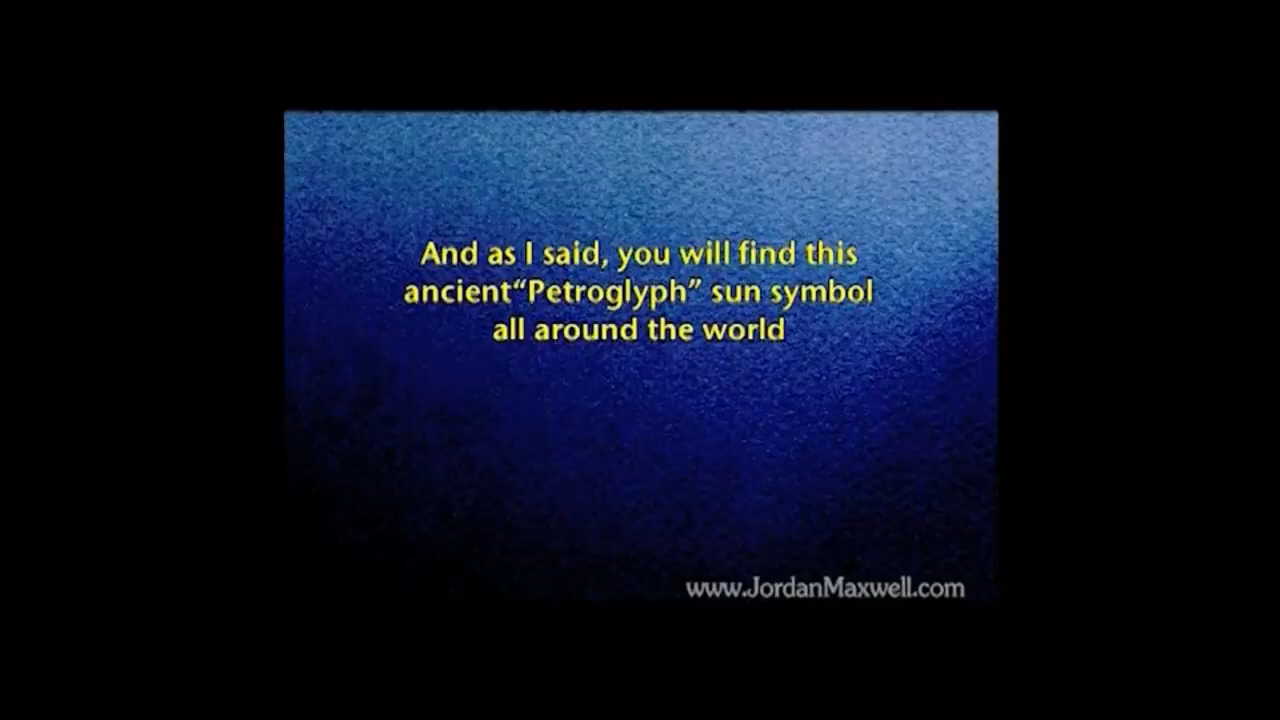 And as I said, you will find this
ancient“Petroglyph” sun symbol
all around the world
www.JordanMaxwell.com